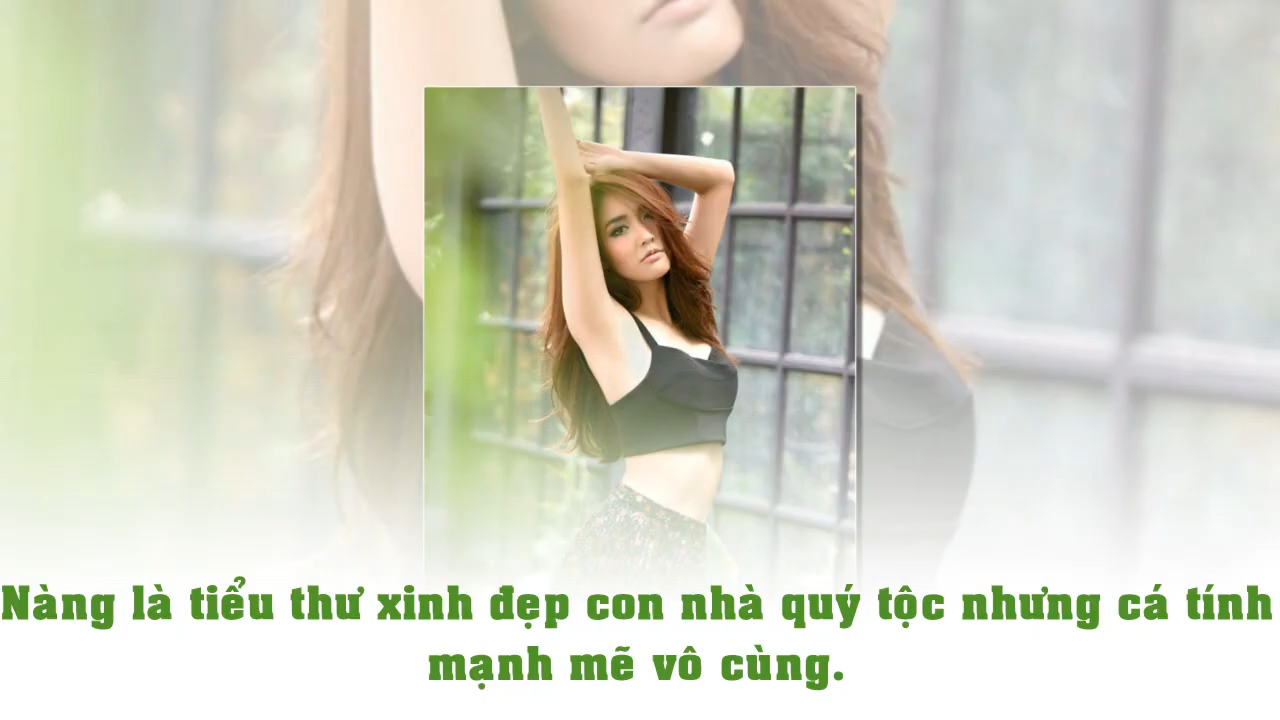 Nàng là tiểu thư xinh đẹp con nhà quý tộc nhưng cá tính
mạnh mẽ vô cùng.